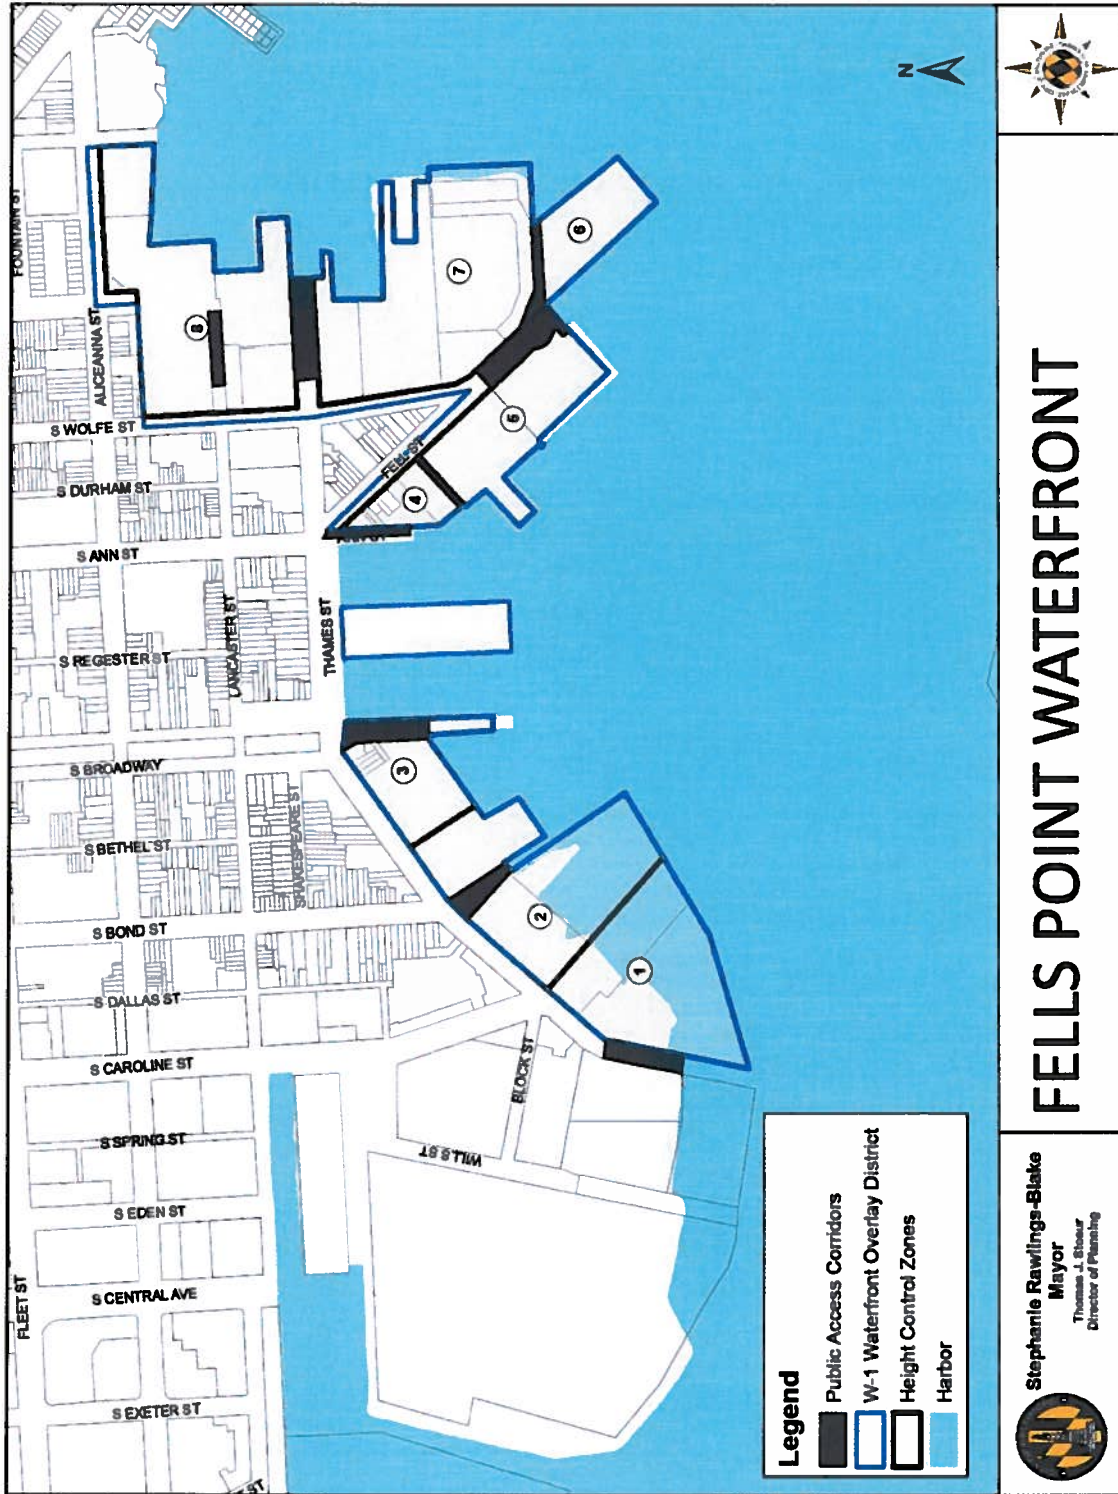 FOUNTAIN ST
ALICEANNA ST
S WOLFE ST
S DURHAM ST
S ANN ST
S REGESTER ST
S BROADWAY
S BETHEL ST
S BOND ST
S DALLAS ST
S CAROLINE ST
S SPRING ST
S EDEN ST
S CENTRAL AVE
S EXETER ST
FLEET ST
LANCASTER ST
THAMES ST
SHAKESPEARE ST
FELL ST
BLOCK ST
WILLS ST
ST
1
2
3
4
5
6
7
8
N
Legend
Public Access Corridors
W-1 Waterfront Overlay District
Height Control Zones
Harbor
Stephanie Rawlings-Blake
Mayor
Thomas J. Stosur
Director of Planning
FELLS POINT WATERFRONT